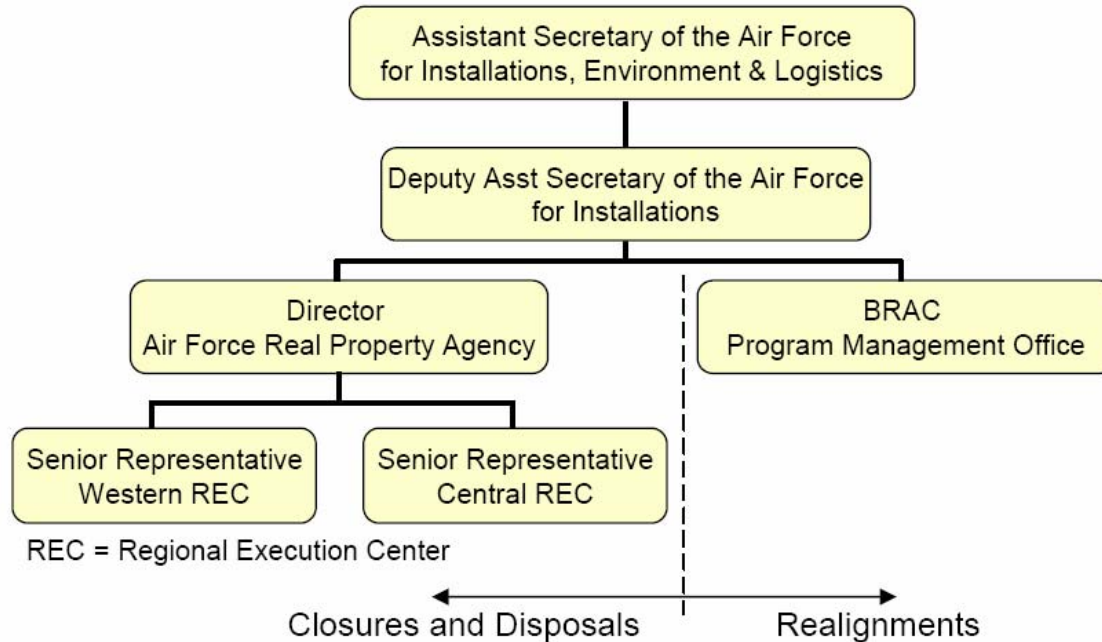 Assistant Secretary of the Air Force
for Installations, Environment & Logistics
Deputy Asst Secretary of the Air Force
for Installations
Director
Air Force Real Property Agency
BRAC
Program Management Office
Senior Representative
Western REC
Senior Representative
Central REC
REC = Regional Execution Center
Closures and Disposals
Realignments